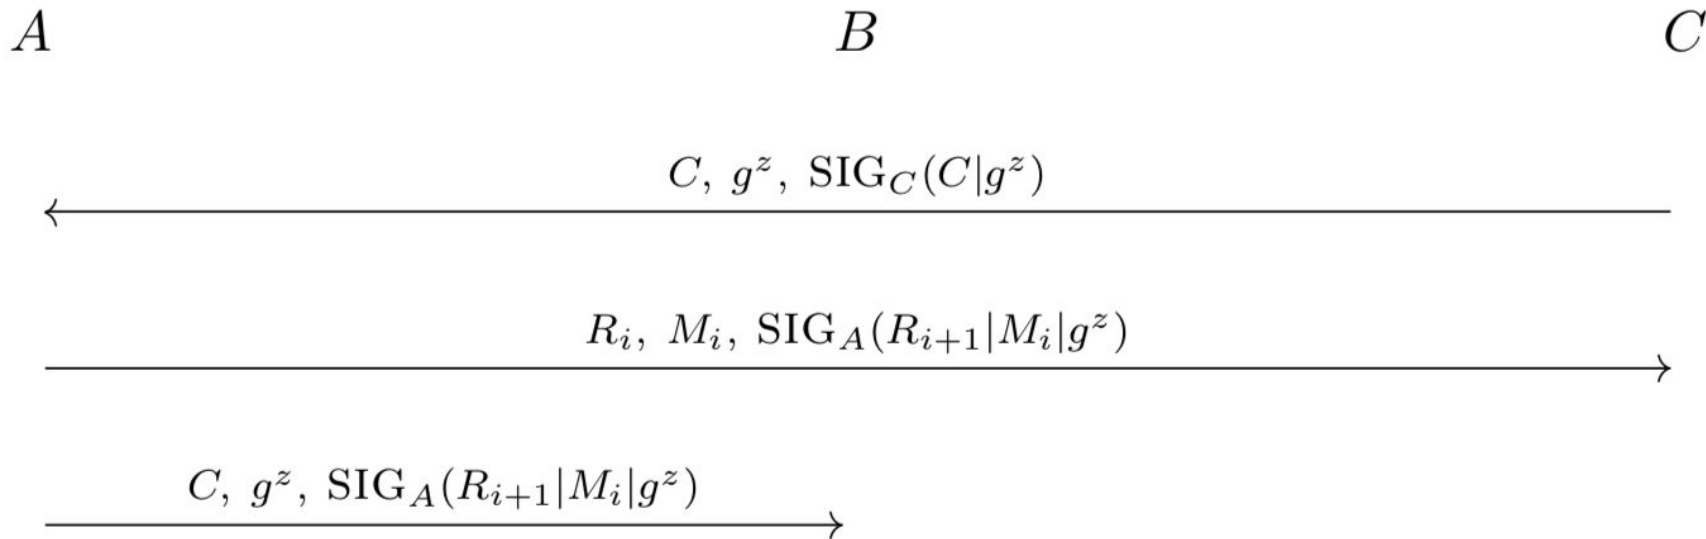 A B C
C, g^z, SIG_C(C|g^z)
R_i, M_i, SIG_A(R_{i+1}|M_i|g^z)
C, g^z, SIG_A(R_{i+1}|M_i|g^z)